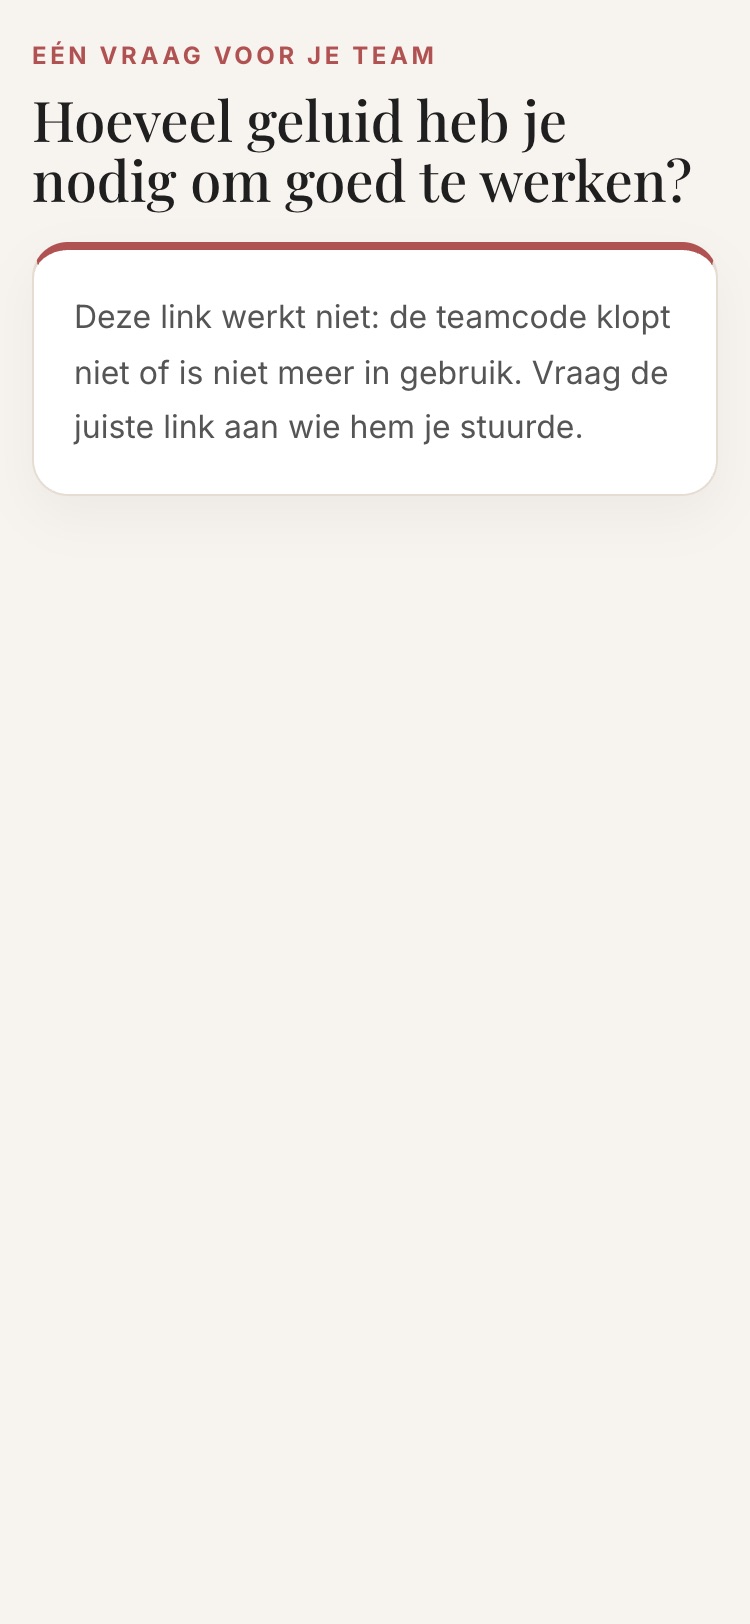 EÉN VRAAG VOOR JE TEAM
Hoeveel geluid heb je
nodig om goed te werken?
Deze link werkt niet: de teamcode klopt
niet of is niet meer in gebruik. Vraag de
juiste link aan wie hem je stuurde.